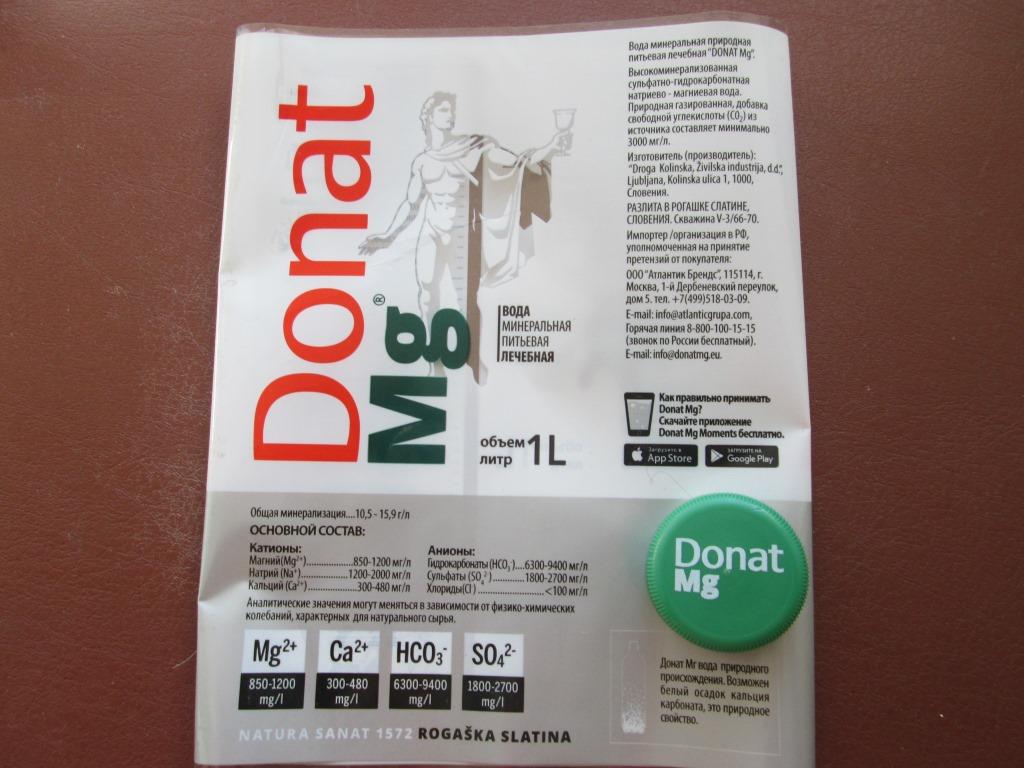 Donat
Mg®
ВОДА
МИНЕРАЛЬНАЯ
ПИТЬЕВАЯ
ЛЕЧЕБНАЯ
объем 1L
литр
Вода минеральная природная
питьевая лечебная "DONAT Mg".
Высокоминерализованная
сульфатно-гидрокарбонатная
натриево - магниевая вода.
Природная газированная, добавка
свободной углекислоты (CO₂) из
источника составляет минимально
3000 мг/л.
Изготовитель (производитель):
"Droga Kolinska, Živilska industrija, d.d.",
Ljubljana, Kolinska ulica 1, 1000,
Словения.
РАЗЛИТА В РОГАШКЕ СЛАТИНЕ,
СЛОВЕНИЯ. Скважина V-3/66-70.
Импортер /организация в РФ,
уполномоченная на принятие
претензий от покупателя:
ООО "Атлантик Брендс", 115114, г.
Москва, 1-й Дербеневский переулок,
дом 5. тел. +7(499)518-03-09.
E-mail: info@atlanticgrupa.com,
Горячая линия 8-800-100-15-15
(звонок по России бесплатный).
E-mail: info@donatmg.eu.
Как правильно принимать
Donat Mg?
Скачайте приложение
Donat Mg Moments бесплатно.
Загрузите в
App Store
ЗАГРУЗИТЕ НА
Google Play
Общая минерализация....10,5 - 15,9 г/л
ОСНОВНОЙ СОСТАВ:
Катионы:
Магний(Mg²⁺)..................850-1200 мг/л
Натрий (Na⁺)...................1200-2000 мг/л
Кальций (Ca²⁺)...................300-480 мг/л
Анионы:
Гидрокарбонаты (HCO₃⁻)....6300-9400 мг/л
Сульфаты (SO₄²⁻)............1800-2700 мг/л
Хлориды(Cl⁻)..........................<100 мг/л
Аналитические значения могут меняться в зависимости от физико-химических
колебаний, характерных для натурального сырья.
Mg²⁺
850-1200
mg/l
Ca²⁺
300-480
mg/l
HCO₃⁻
6300-9400
mg/l
SO₄²⁻
1800-2700
mg/l
NATURA SANAT 1572 ROGAŠKA SLATINA
Donat
Mg
Донат Мг вода природного
происхождения. Возможен
белый осадок кальция
карбоната, это природное
свойство.